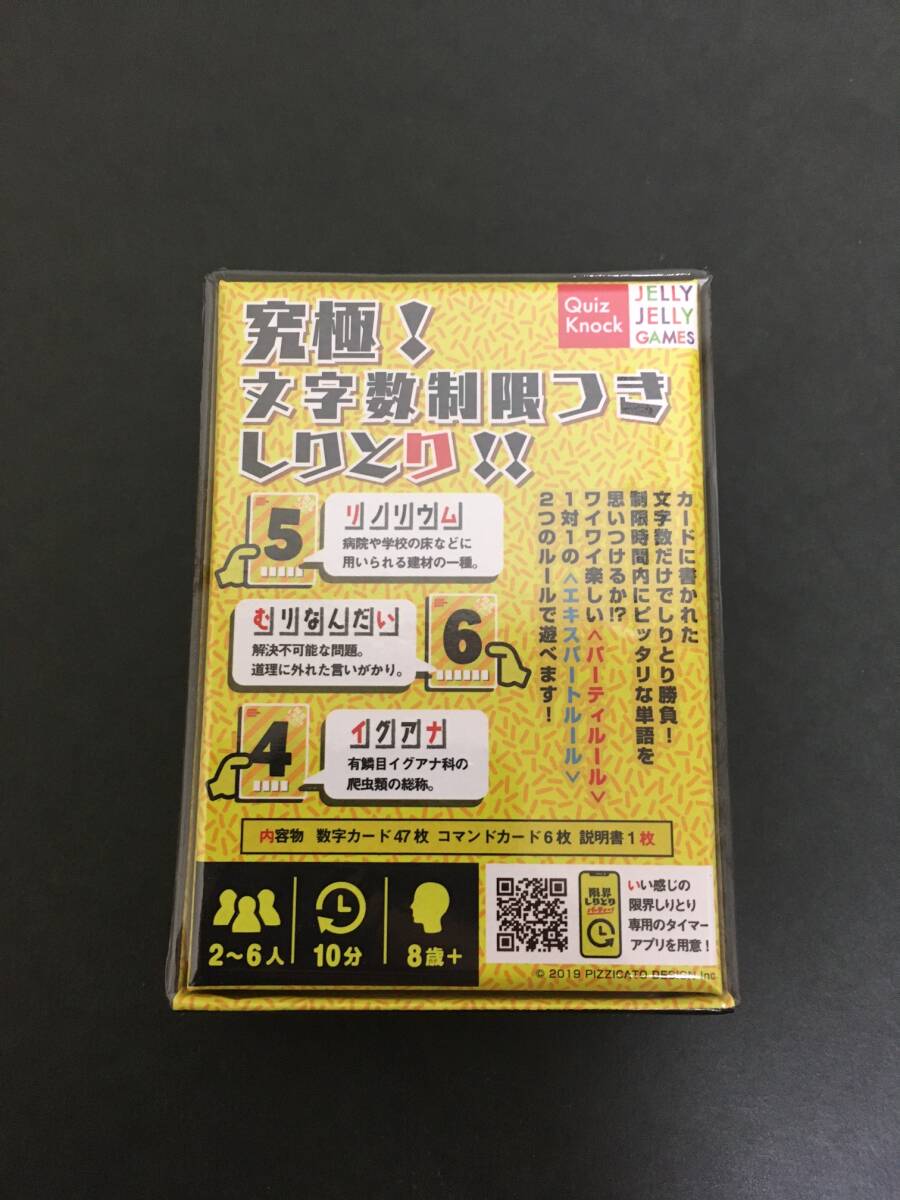 Quiz
Knock
JELLY
JELLY
GAMES
究極!
文字数制限つき
しりとり!!
カードに書かれた
文字数だけでしりとり勝負!
制限時間内にピッタリな単語を
思いつけるか!?
ワイワイ楽しい<パーティルール>
1対1の<エキスパートルール>
2つのルールで遊べます!
5
リノリウム
病院や学校の床などに
用いられる建材の一種。
むりなんだい
解決不可能な問題。
道理に外れた言いがかり。
6
4
イグアナ
有鱗目イグアナ科の
爬虫類の総称。
内容物 数字カード47枚 コマンドカード6枚 説明書1枚
2~6人
10分
8歳+
限界
しりとり
パーティー!
いい感じの
限界しりとり
専用のタイマー
アプリを用意!
© 2019 PIZZICATO DESIGN Inc